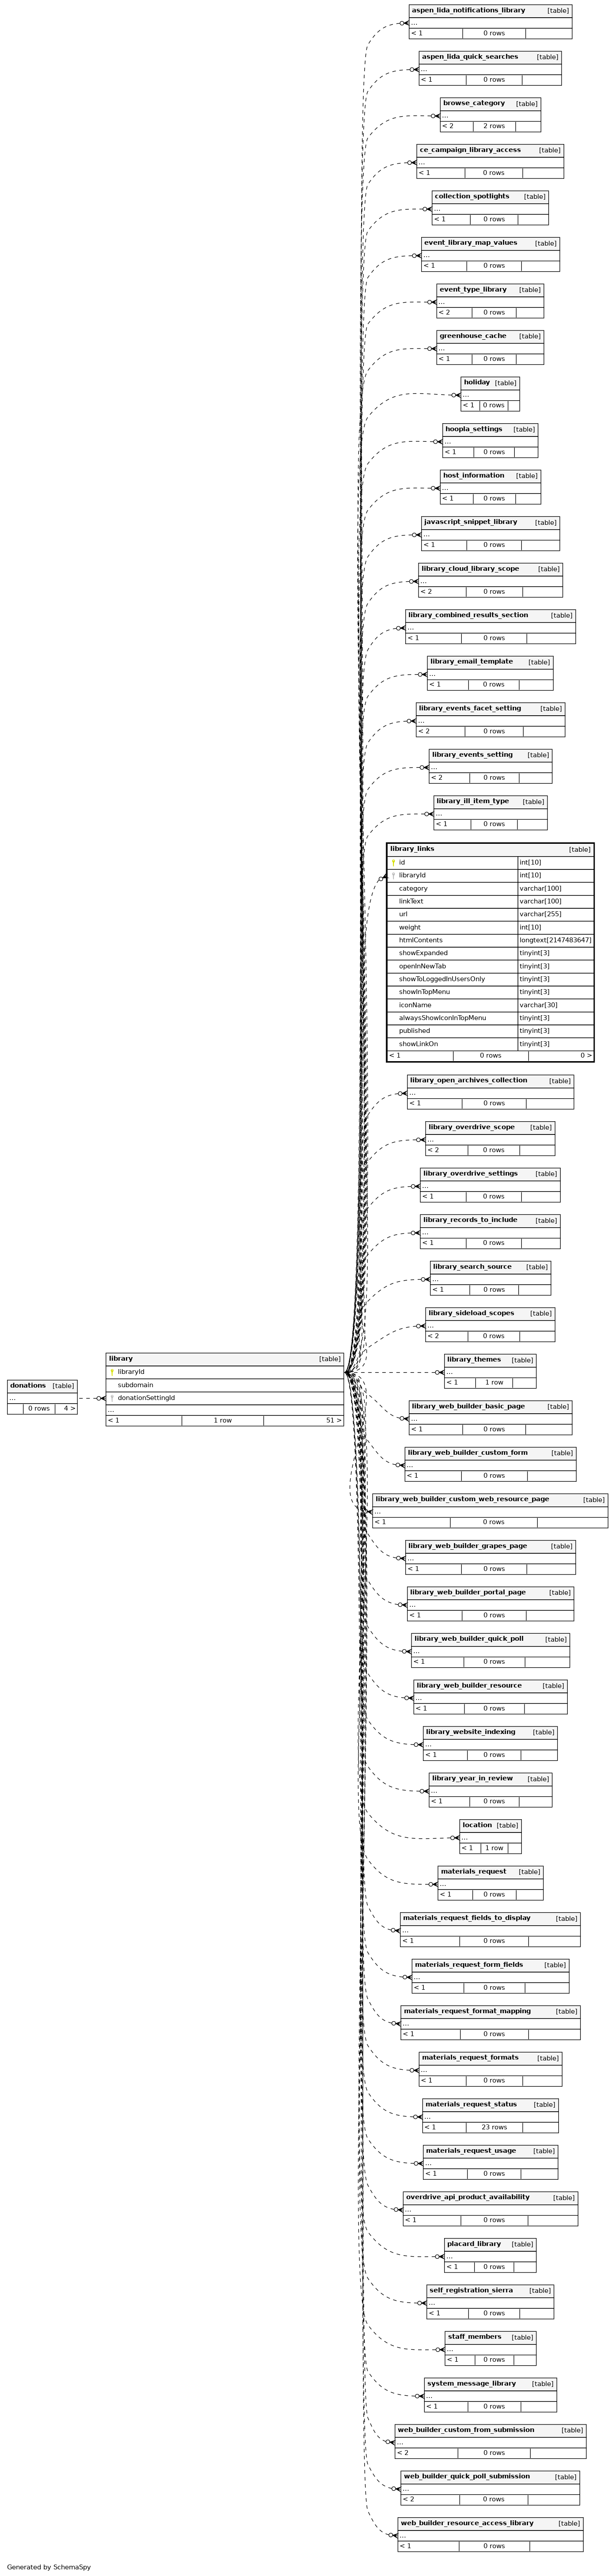 aspen_lida_notifications_library [table]
...
< 1 0 rows
aspen_lida_quick_searches [table]
...
< 1 0 rows
browse_category [table]
...
< 2 2 rows
ce_campaign_library_access [table]
...
< 1 0 rows
collection_spotlights [table]
...
< 1 0 rows
event_library_map_values [table]
...
< 1 0 rows
event_type_library [table]
...
< 2 0 rows
greenhouse_cache [table]
...
< 1 0 rows
holiday [table]
...
< 1 0 rows
hoopla_settings [table]
...
< 1 0 rows
host_information [table]
...
< 1 0 rows
javascript_snippet_library [table]
...
< 1 0 rows
library_cloud_library_scope [table]
...
< 2 0 rows
library_combined_results_section [table]
...
< 1 0 rows
library_email_template [table]
...
< 1 0 rows
library_events_facet_setting [table]
...
< 2 0 rows
library_events_setting [table]
...
< 2 0 rows
library_ill_item_type [table]
...
< 1 0 rows
library_links [table]
id int[10]
libraryId int[10]
category varchar[100]
linkText varchar[100]
url varchar[255]
weight int[10]
htmlContents longtext[2147483647]
showExpanded tinyint[3]
openInNewTab tinyint[3]
showToLoggedInUsersOnly tinyint[3]
showInTopMenu tinyint[3]
iconName varchar[30]
alwaysShowIconInTopMenu tinyint[3]
published tinyint[3]
showLinkOn tinyint[3]
< 1 0 rows 0 >
library_open_archives_collection [table]
...
< 1 0 rows
library_overdrive_scope [table]
...
< 2 0 rows
library_overdrive_settings [table]
...
< 1 0 rows
library_records_to_include [table]
...
< 1 0 rows
library_search_source [table]
...
< 1 0 rows
library_sideload_scopes [table]
...
< 2 0 rows
library_themes [table]
...
< 1 1 row
donations [table]
...
0 rows 4 >
library [table]
libraryId
subdomain
donationSettingId
...
< 1 1 row 51 >
library_web_builder_basic_page [table]
...
< 1 0 rows
library_web_builder_custom_form [table]
...
< 1 0 rows
library_web_builder_custom_web_resource_page [table]
...
< 1 0 rows
library_web_builder_grapes_page [table]
...
< 1 0 rows
library_web_builder_portal_page [table]
...
< 1 0 rows
library_web_builder_quick_poll [table]
...
< 1 0 rows
library_web_builder_resource [table]
...
< 1 0 rows
library_website_indexing [table]
...
< 1 0 rows
library_year_in_review [table]
...
< 1 0 rows
location [table]
...
< 1 1 row
materials_request [table]
...
< 1 0 rows
materials_request_fields_to_display [table]
...
< 1 0 rows
materials_request_form_fields [table]
...
< 1 0 rows
materials_request_format_mapping [table]
...
< 1 0 rows
materials_request_formats [table]
...
< 1 0 rows
materials_request_status [table]
...
< 1 23 rows
materials_request_usage [table]
...
< 1 0 rows
overdrive_api_product_availability [table]
...
< 1 0 rows
placard_library [table]
...
< 1 0 rows
self_registration_sierra [table]
...
< 1 0 rows
staff_members [table]
...
< 1 0 rows
system_message_library [table]
...
< 1 0 rows
web_builder_custom_from_submission [table]
...
< 2 0 rows
web_builder_quick_poll_submission [table]
...
< 2 0 rows
web_builder_resource_access_library [table]
...
< 1 0 rows
Generated by SchemaSpy